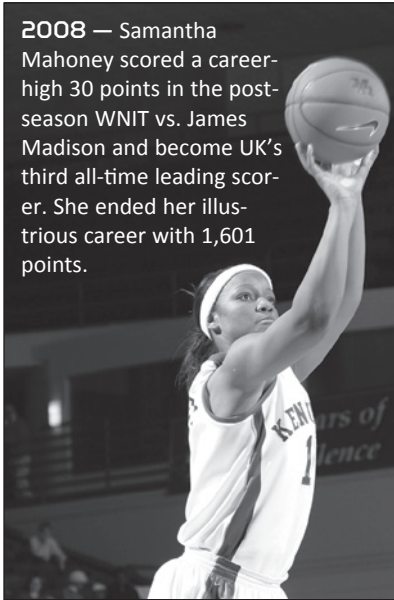 2008 — Samantha
Mahoney scored a career-
high 30 points in the post-
season WNIT vs. James
Madison and become UK’s
third all-time leading scor-
er. She ended her illus-
trious career with 1,601
points.